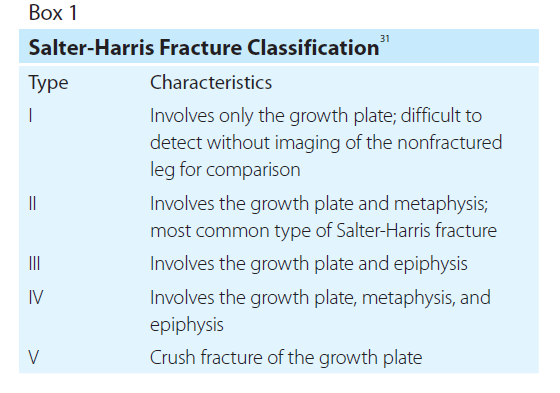 Box 1
Salter-Harris Fracture Classification31
Type Characteristics
I Involves only the growth plate; difficult to
detect without imaging of the nonfractured
leg for comparison
II Involves the growth plate and metaphysis;
most common type of Salter-Harris fracture
III Involves the growth plate and epiphysis
IV Involves the growth plate, metaphysis, and
epiphysis
V Crush fracture of the growth plate